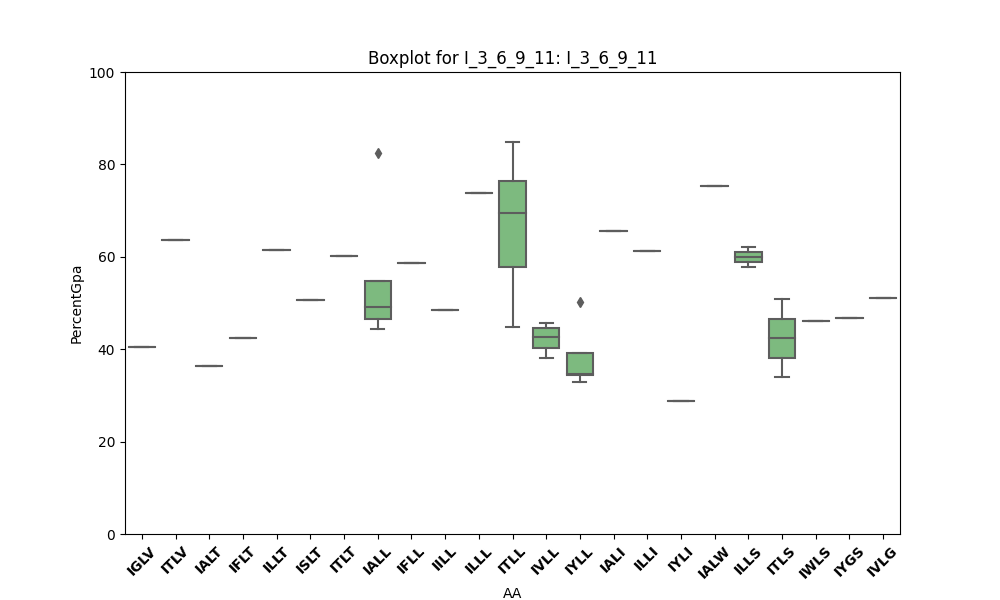 Boxplot for I_3_6_9_11: I_3_6_9_11
100
80
60
40
20
0
PercentGpa
IGLV ITLV IALT IFLT ILLT ISLT ITLT IALL IFLL IILL ILLL ITLL IVLL IYLL IALI ILLI IYLI IALW ILLS ITLS IWLS IYGS IVLG
AA